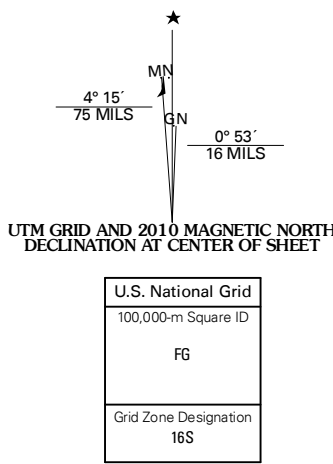 MN
GN
4° 15´
75 MILS
0° 53´
16 MILS
UTM GRID AND 2010 MAGNETIC NORTH
DECLINATION AT CENTER OF SHEET
U.S. National Grid
100,000-m Square ID
FG
Grid Zone Designation
16S